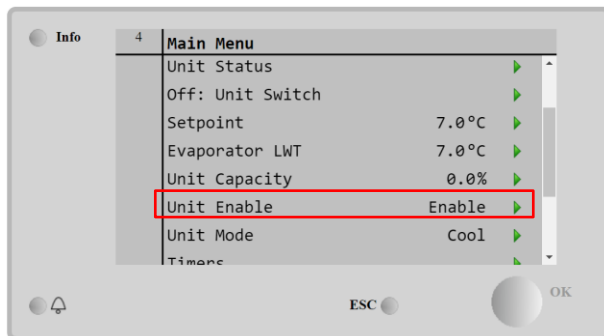 Info
4 Main Menu
Unit Status
Off: Unit Switch
Setpoint 7.0°C
Evaporator LWT 7.0°C
Unit Capacity 0.0%
Unit Enable Enable
Unit Mode Cool
Timers
ESC
OK